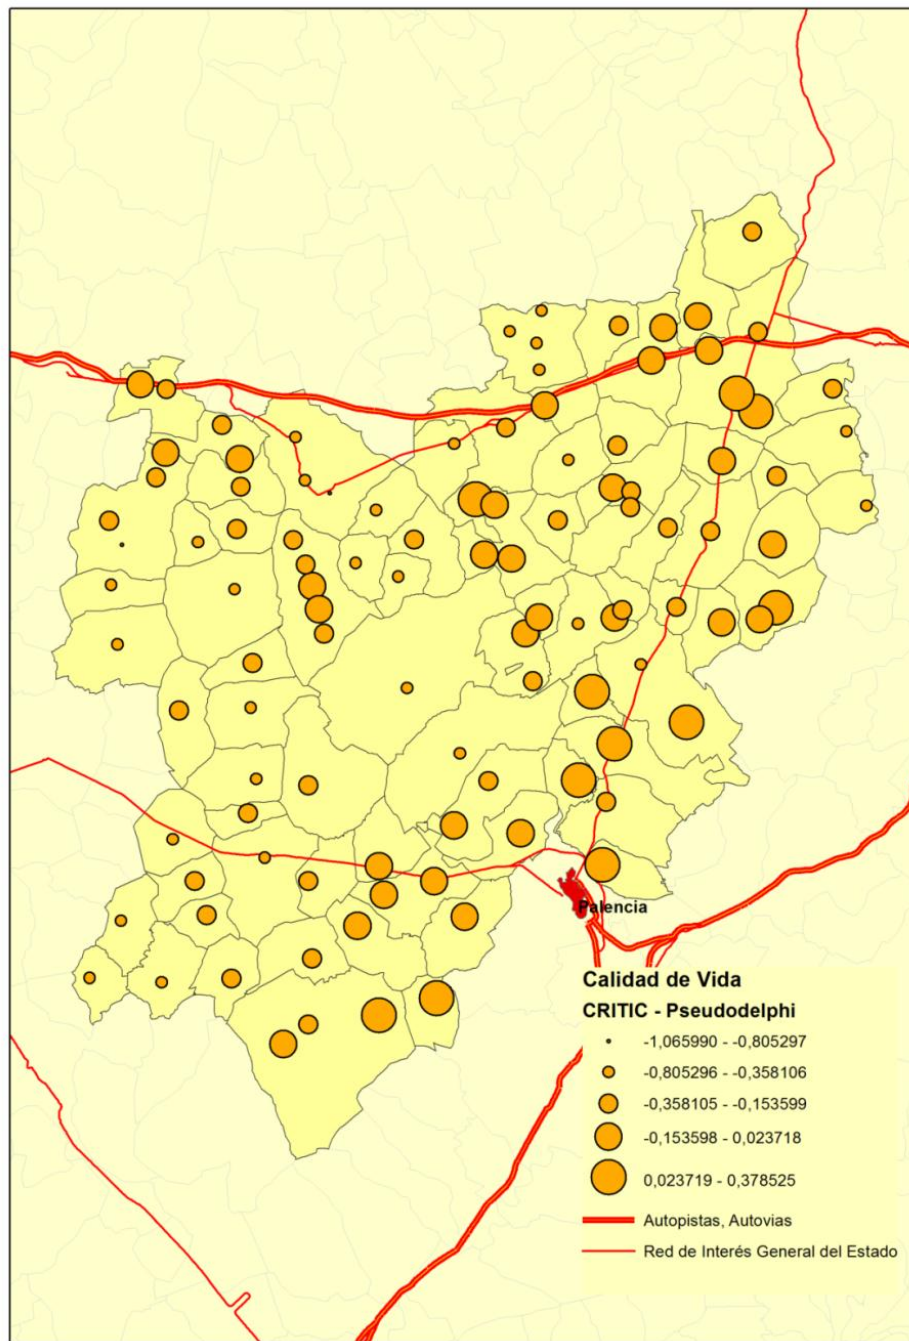 Palencia
Calidad de Vida
CRITIC - Pseudodelphi
-1,065990 - -0,805297
-0,805296 - -0,358106
-0,358105 - -0,153599
-0,153598 - 0,023718
0,023719 - 0,378525
Autopistas, Autovias
Red de Interés General del Estado